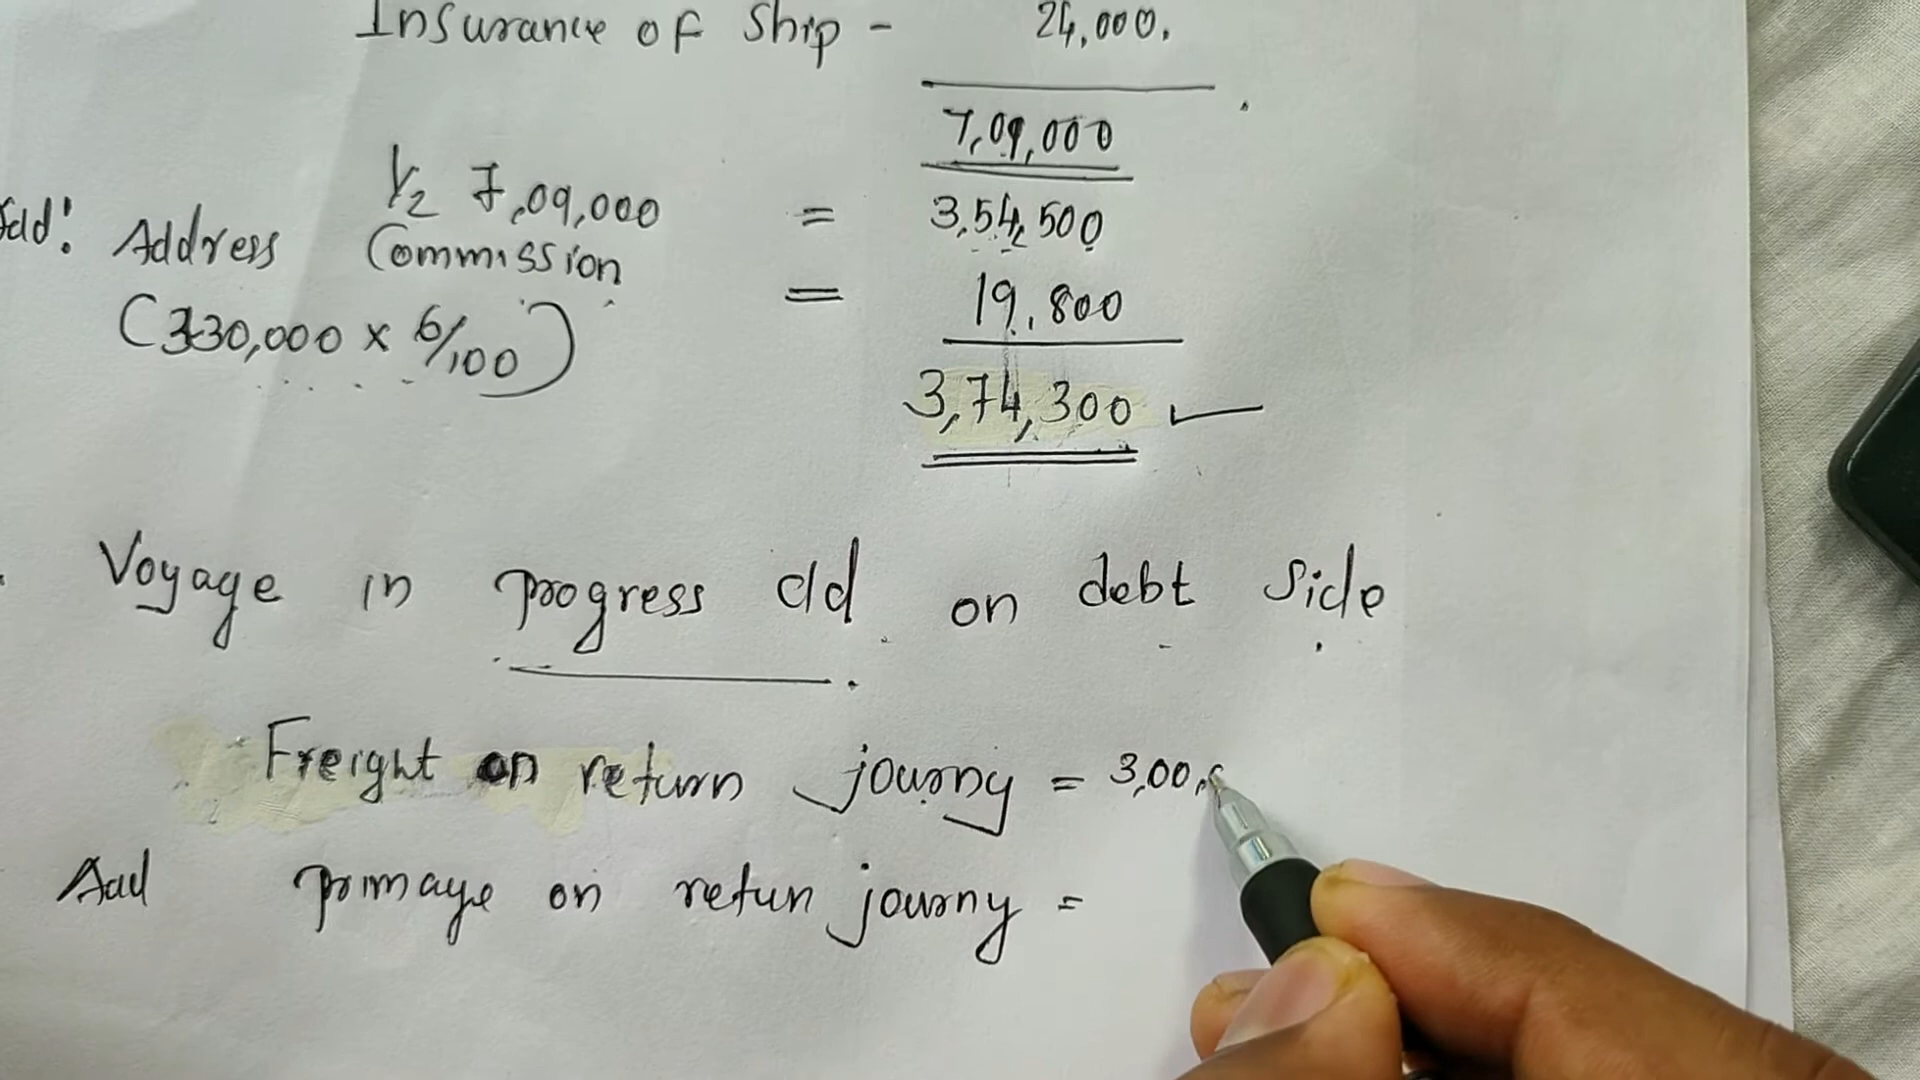 Insurance of Ship - 24,000.
7,09,000
1/2 7,09,000 = 3,54,500
Add: Address Commission = 19,800
(330,000 x 6/100)
3,74,300
Voyage in progress c/d on debt side
Freight on return journy = 3,00,
Aad primaye on retun journy =